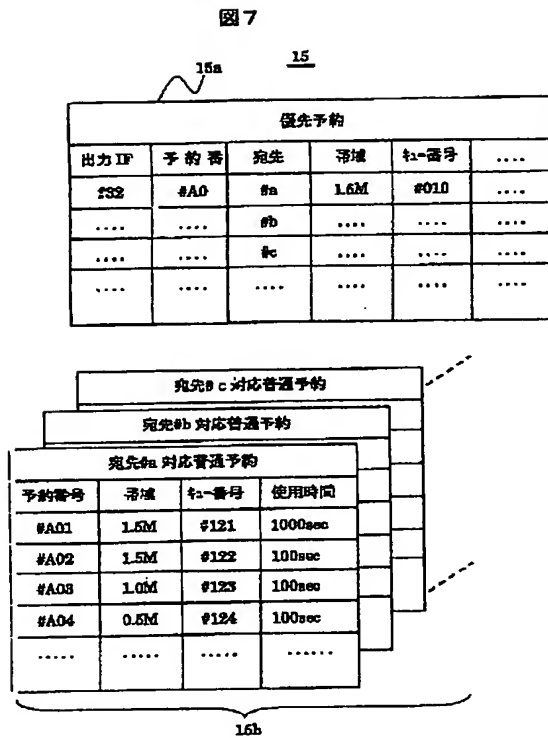 図7
15
15a
優先予約
出力IF 予約番 宛先 帯域 キュー番号 ‥‥
f32 #A0 #a 1.5M #010 ‥‥
‥‥ ‥‥ #b ‥‥ ‥‥ ‥‥
‥‥ ‥‥ #c ‥‥ ‥‥ ‥‥
‥‥ ‥‥ ‥‥ ‥‥ ‥‥ ‥‥
宛先#c対応普通予約
宛先#b対応普通予約
宛先#a対応普通予約
予約番号 帯域 キュー番号 使用時間
#A01 1.5M #121 1000sec
#A02 1.5M #122 100sec
#A03 1.0M #123 100sec
#A04 0.5M #124 100sec
‥‥‥ ‥‥‥ ‥‥‥ ‥‥‥
15b